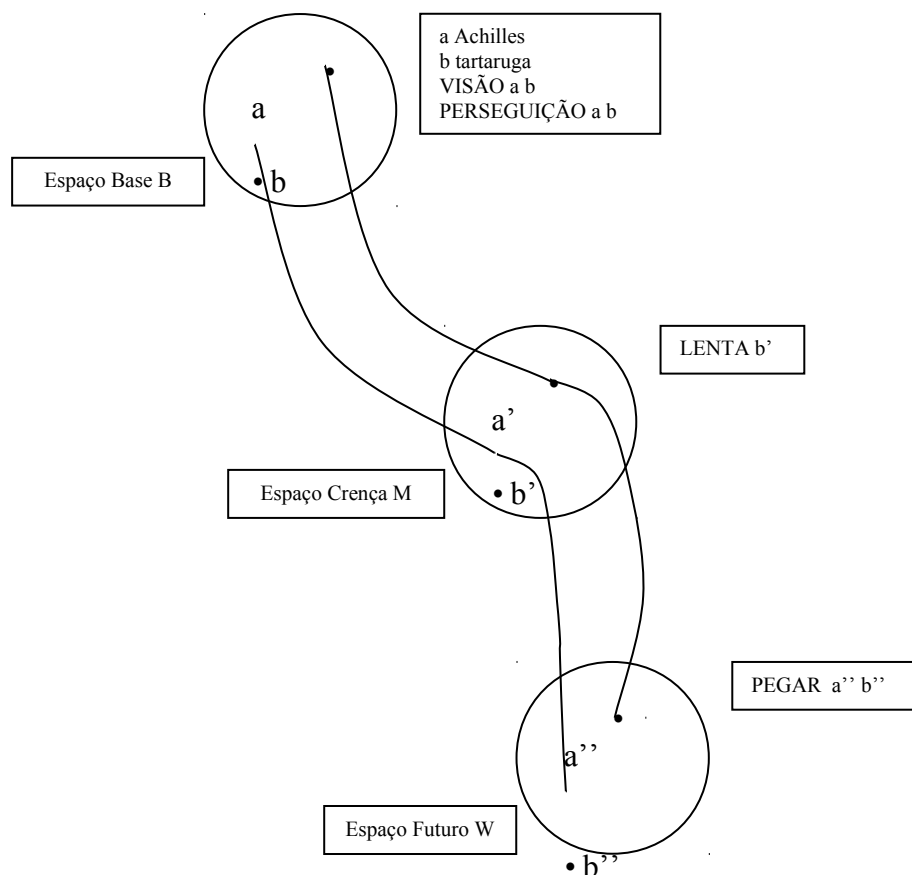 a Achilles
b tartaruga
VISÃO a b
PERSEGUIÇÃO a b
a
Espaço Base B
b
LENTA b’
a’
Espaço Crença M
b’
PEGAR a’’ b’’
a’’
Espaço Futuro W
b’’